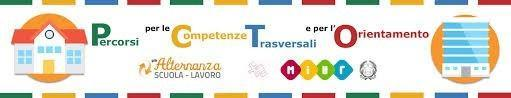 Percorsi per le Competenze Trasversali e per l'Orientamento
Alternanza
SCUOLA - LAVORO
miur